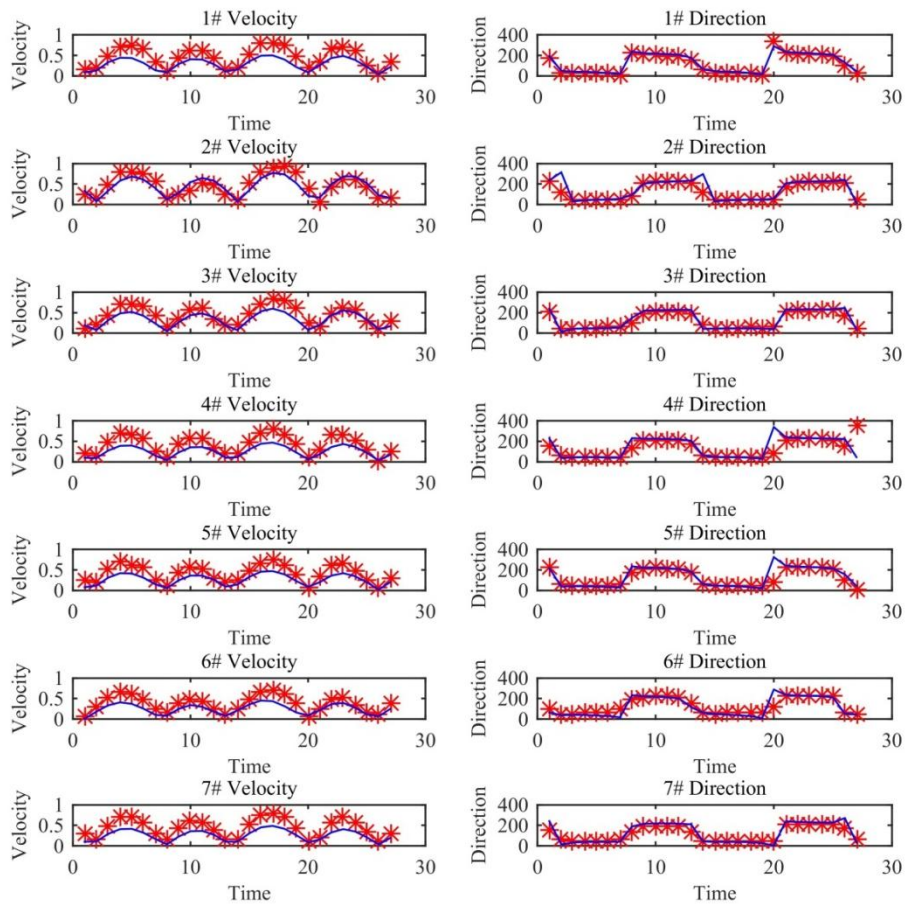 1# Velocity
Velocity
1
0.5
0
0 10 20 30
Time
1# Direction
Direction
400
200
0
0 10 20 30
Time
2# Velocity
Velocity
1
0.5
0
0 10 20 30
Time
2# Direction
Direction
400
200
0
0 10 20 30
Time
3# Velocity
Velocity
1
0.5
0
0 10 20 30
Time
3# Direction
Direction
400
200
0
0 10 20 30
Time
4# Velocity
Velocity
1
0.5
0
0 10 20 30
Time
4# Direction
Direction
400
200
0
0 10 20 30
Time
5# Velocity
Velocity
1
0.5
0
0 10 20 30
Time
5# Direction
Direction
400
200
0
0 10 20 30
Time
6# Velocity
Velocity
1
0.5
0
0 10 20 30
Time
6# Direction
Direction
400
200
0
0 10 20 30
Time
7# Velocity
Velocity
1
0.5
0
0 10 20 30
Time
7# Direction
Direction
400
200
0
0 10 20 30
Time